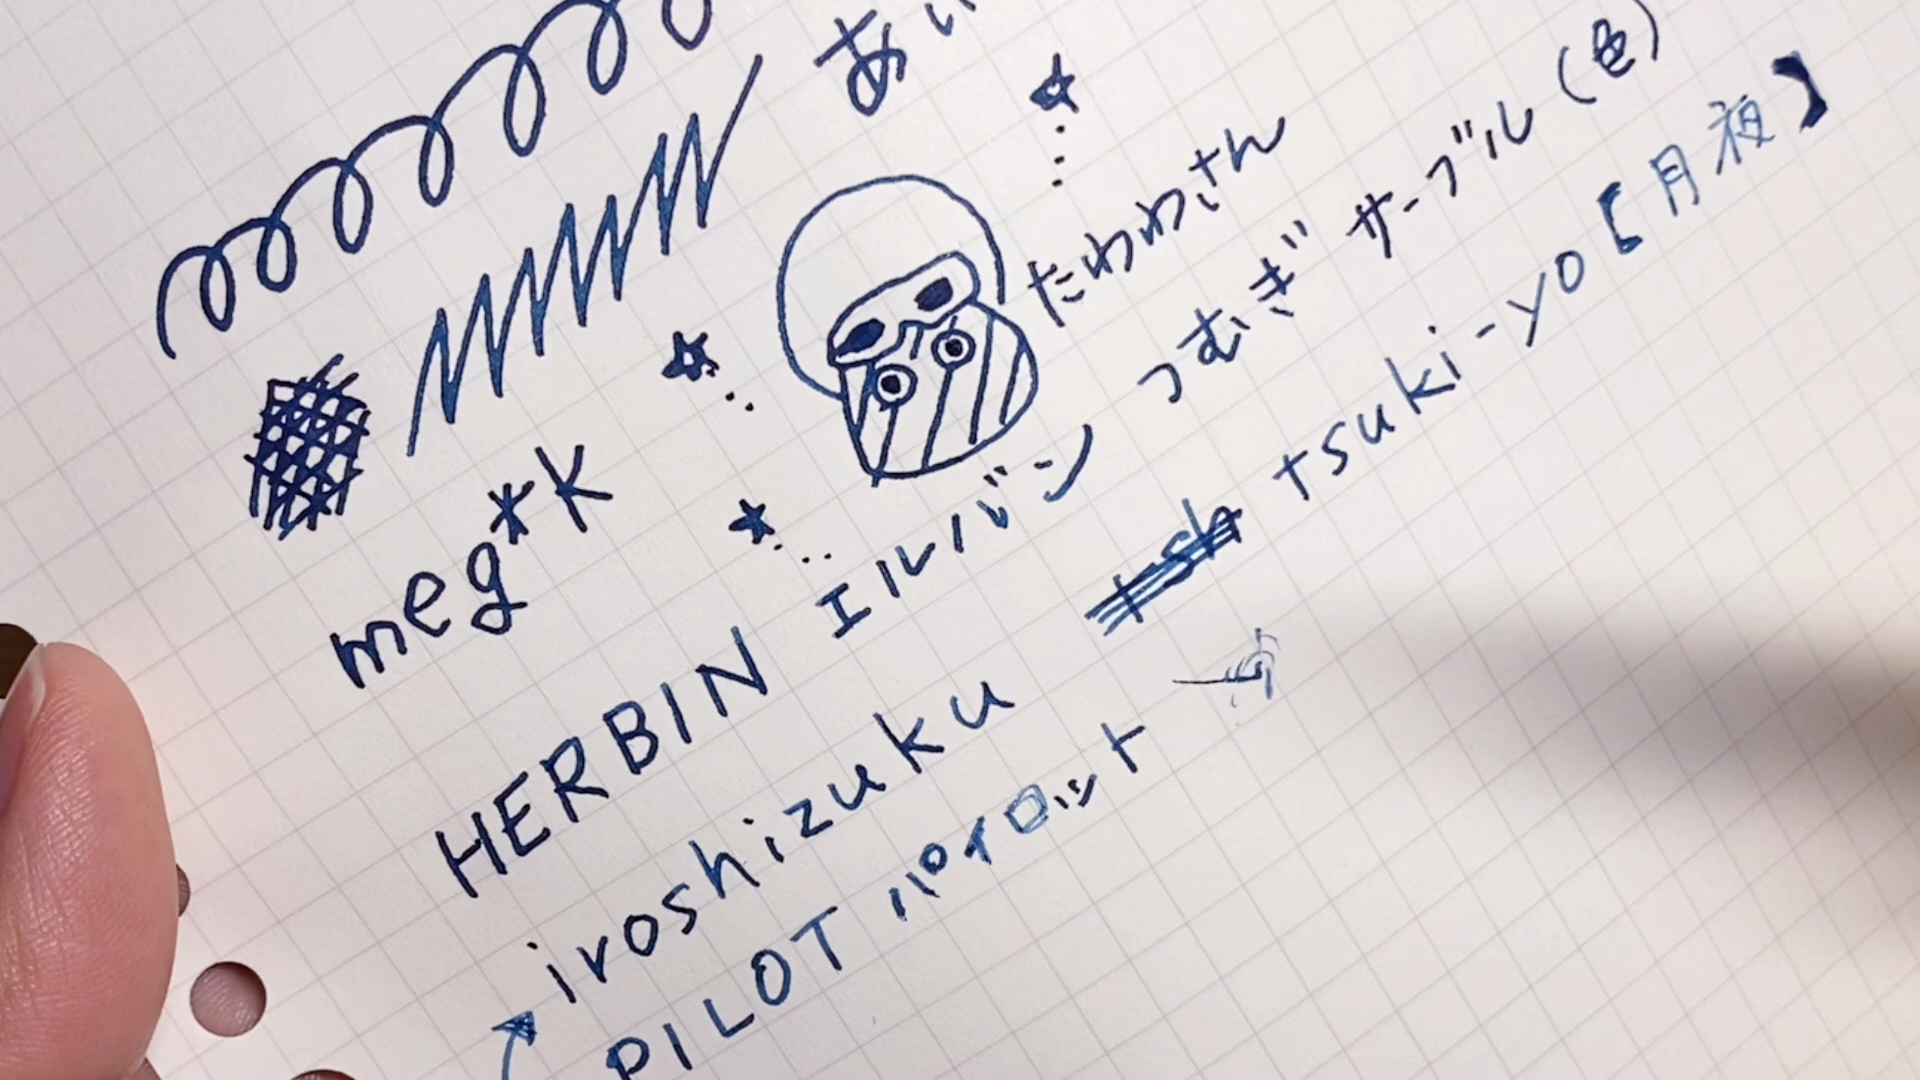 あい
たわわさん
meg*k
HERBIN エルバン つむぎ サーブル(色)
iroshizuku tsuki-yo【月夜】
PILOT パイロット